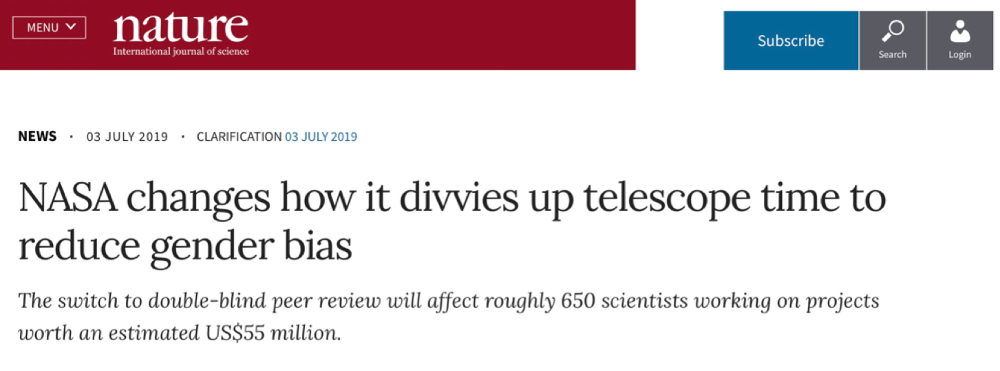 MENU
nature
International journal of science
Subscribe
Search
Login
NEWS · 03 JULY 2019 · CLARIFICATION 03 JULY 2019
NASA changes how it divvies up telescope time to
reduce gender bias
The switch to double-blind peer review will affect roughly 650 scientists working on projects
worth an estimated US$55 million.